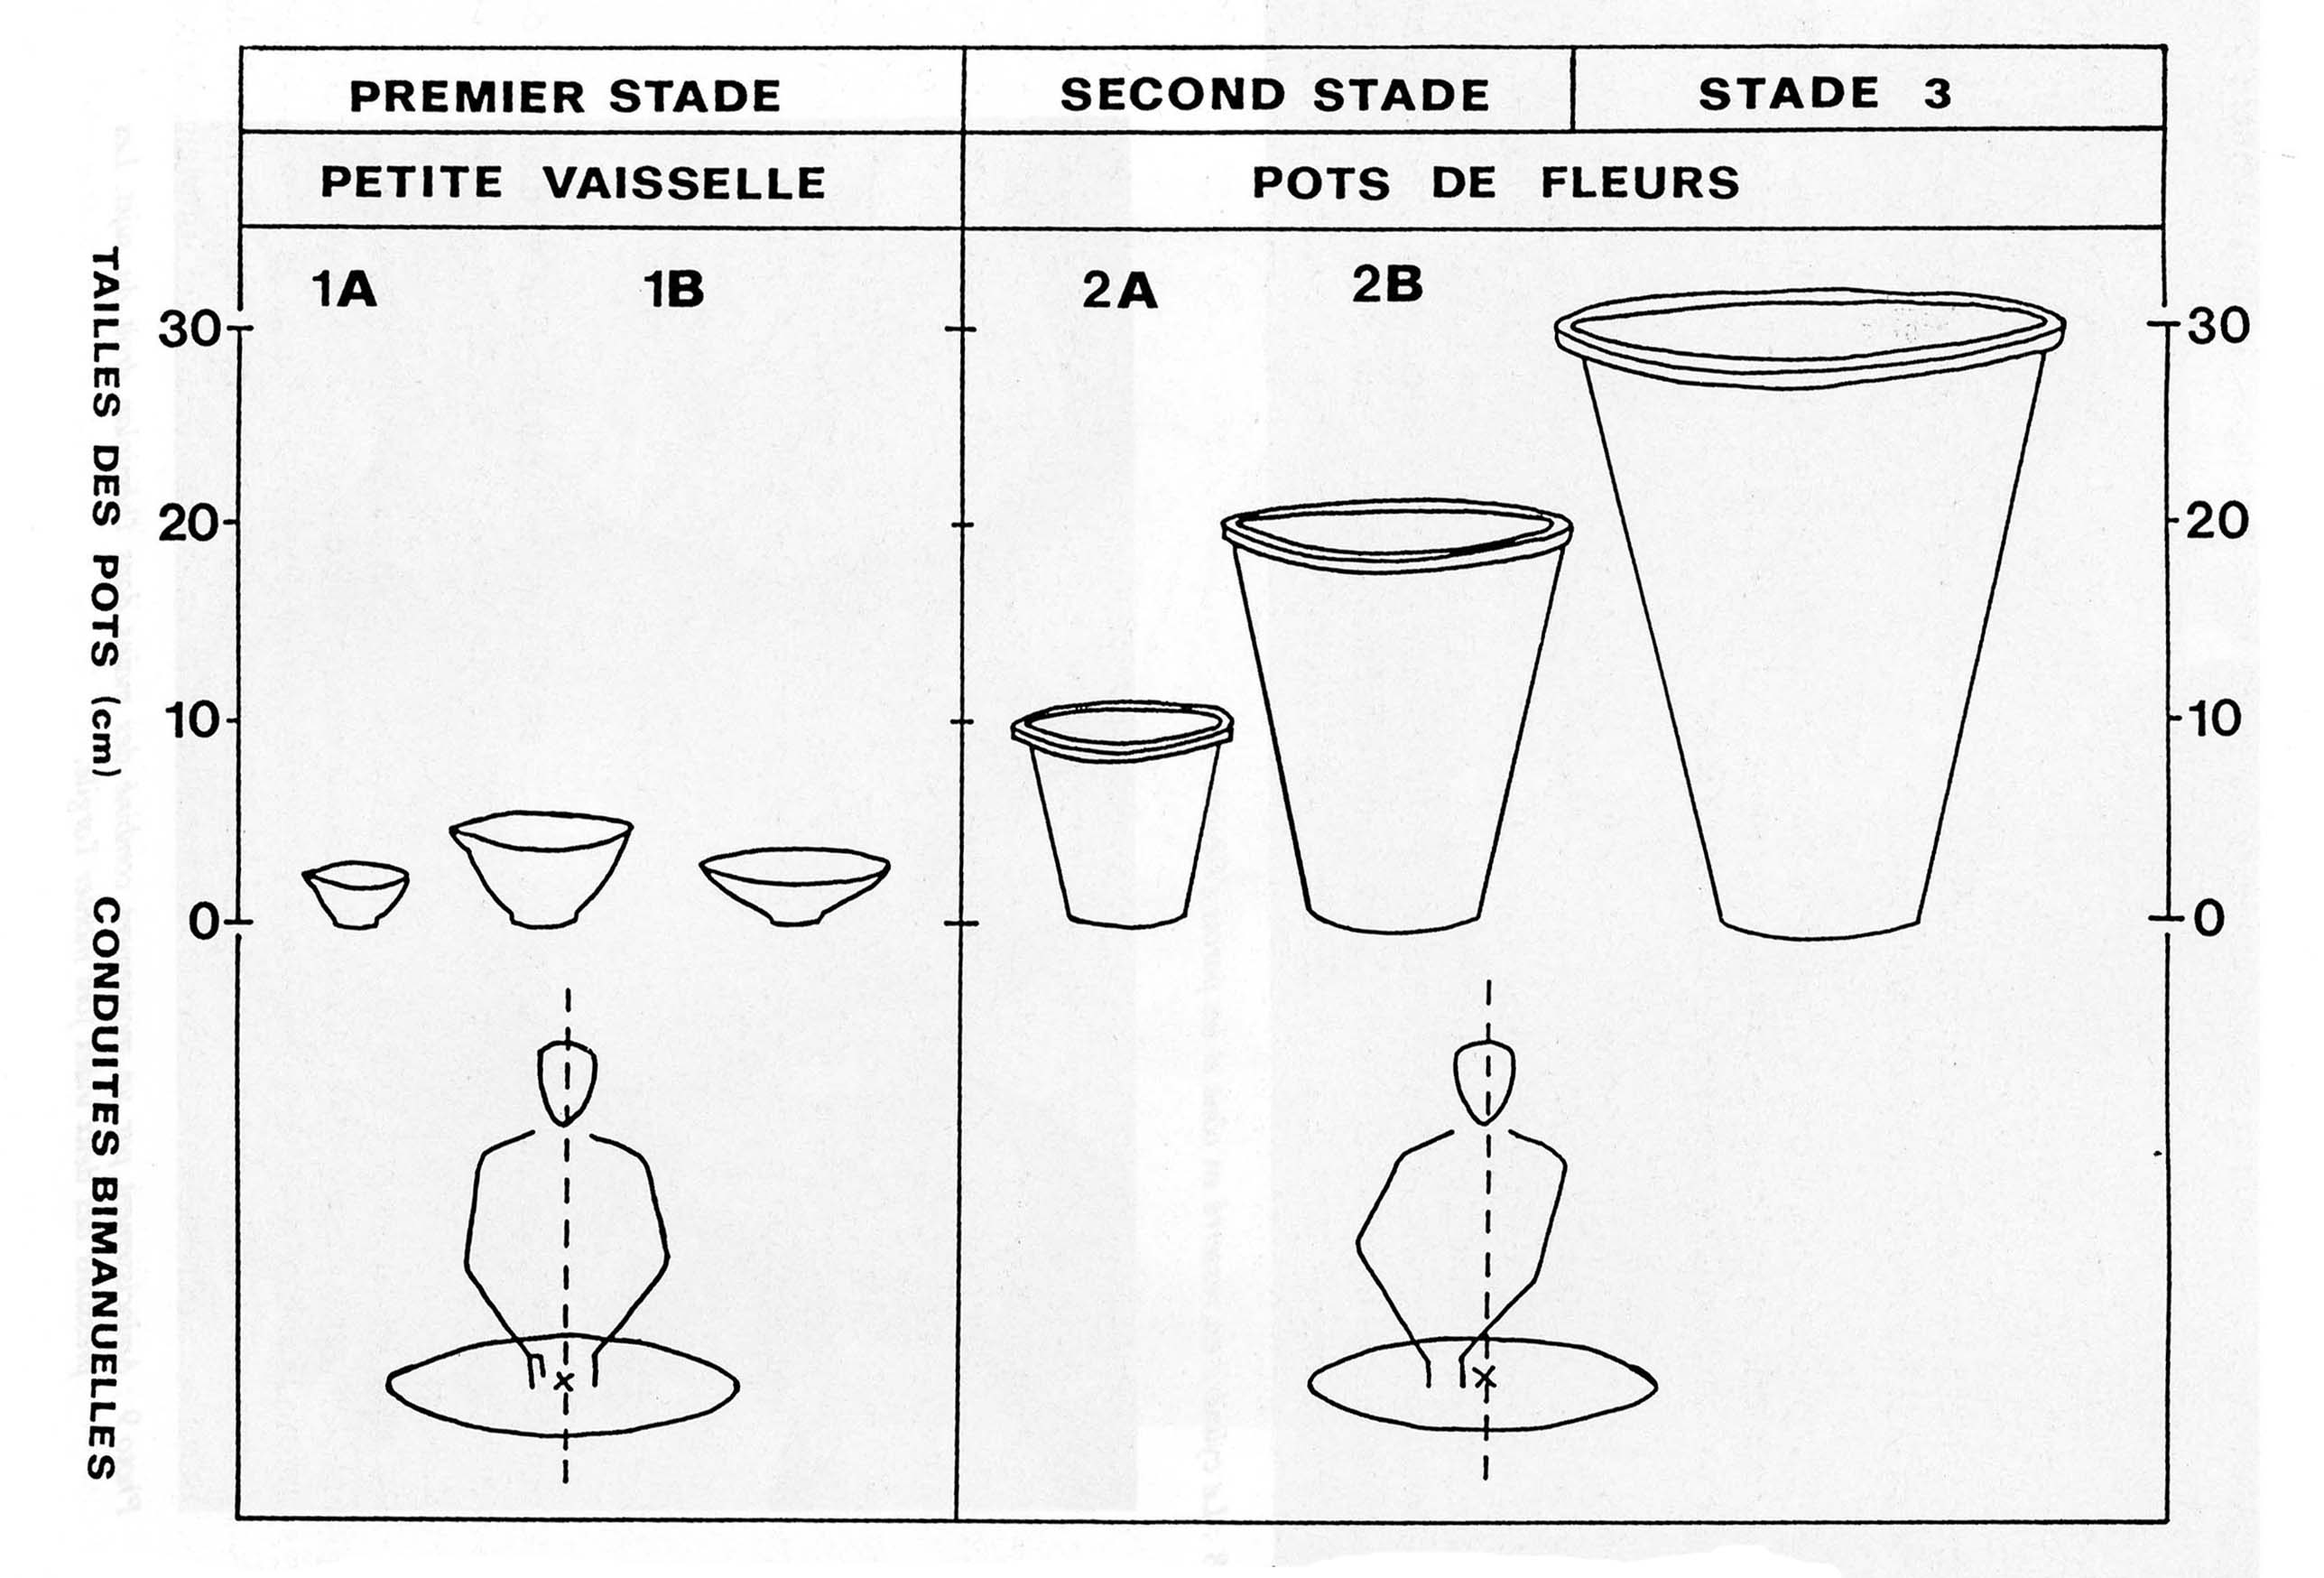 PREMIER STADE
SECOND STADE
STADE 3
PETITE VAISSELLE
POTS DE FLEURS
1A
1B
2A
2B
TAILLES DES POTS (cm)
30
20
10
0
30
20
10
0
CONDUITES BIMANUELLES
x
x